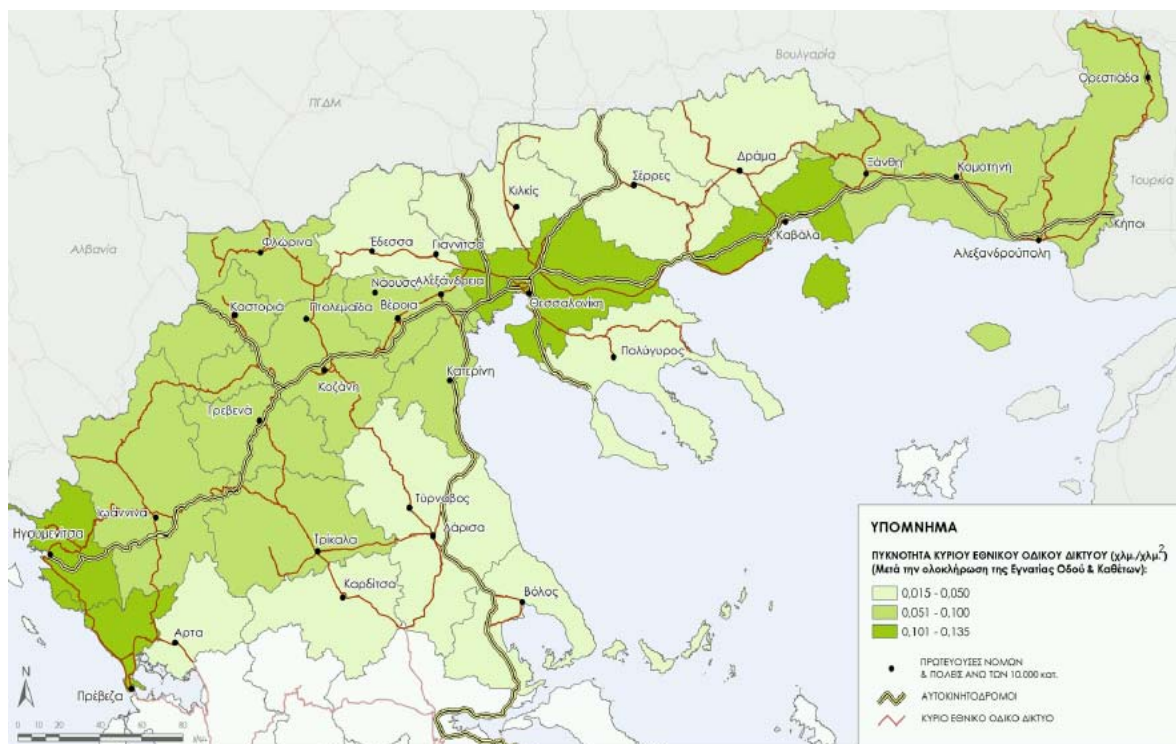 Βουλγαρία
Ορεστιάδα
ΠΓΔΜ
Δράμα
Ξάνθη
Κομοτηνή
Σέρρες
Κιλκίς
Τουρκία
Καβάλα
Κήποι
Αλβανία
Φλώρινα
Έδεσσα
Γιαννιτσά
Αλεξανδρούπολη
Νάουσα
Αλεξάνδρεια
Θεσσαλονίκη
Καστοριά
Πτολεμαΐδα
Βέροια
Πολύγυρος
Κοζάνη
Κατερίνη
Γρεβενά
Τύρναβος
Ιωάννινα
Ηγουμενίτσα
Λάρισα
Τρίκαλα
Καρδίτσα
Βόλος
Άρτα
Πρέβεζα
N
0 10 20 40 60 80
Χλμ.
ΥΠΟΜΝΗΜΑ
ΠΥΚΝΟΤΗΤΑ ΚΥΡΙΟΥ ΕΘΝΙΚΟΥ ΟΔΙΚΟΥ ΔΙΚΤΥΟΥ (χλμ./χλμ.²)
(Μετά την ολοκλήρωση της Εγνατίας Οδού & Καθέτων):
0,015 - 0,050
0,051 - 0,100
0,101 - 0,135
ΠΡΩΤΕΥΟΥΣΕΣ ΝΟΜΩΝ
& ΠΟΛΕΙΣ ΑΝΩ ΤΩΝ 10.000 κατ.
ΑΥΤΟΚΙΝΗΤΟΔΡΟΜΟΙ
ΚΥΡΙΟ ΕΘΝΙΚΟ ΟΔΙΚΟ ΔΙΚΤΥΟ